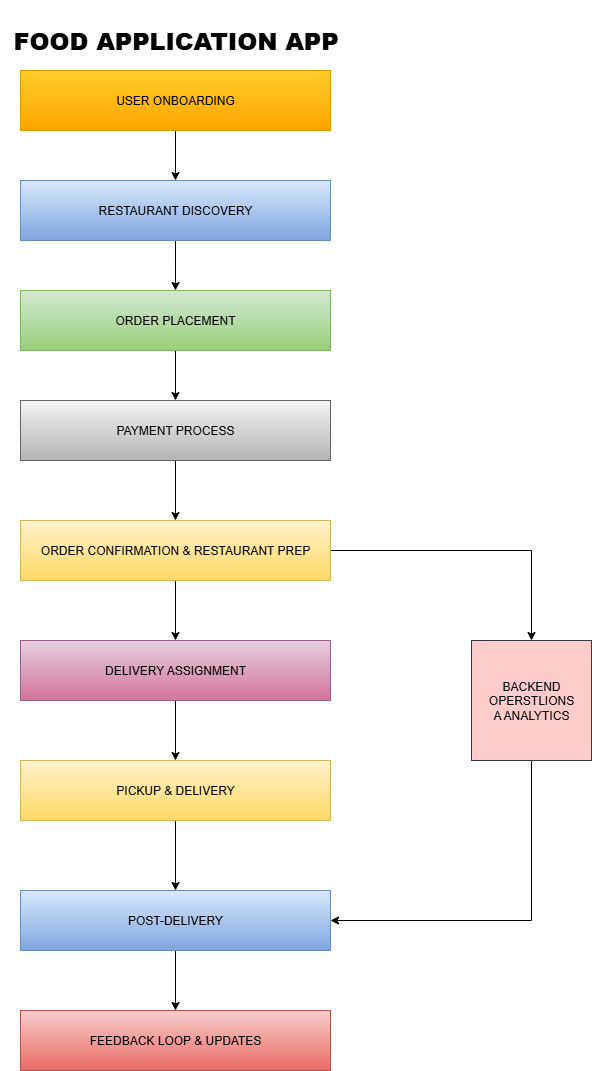 FOOD APPLICATION APP
USER ONBOARDING
RESTAURANT DISCOVERY
ORDER PLACEMENT
PAYMENT PROCESS
ORDER CONFIRMATION & RESTAURANT PREP
DELIVERY ASSIGNMENT
BACKEND
OPERSTLIONS
A ANALYTICS
PICKUP & DELIVERY
POST-DELIVERY
FEEDBACK LOOP & UPDATES